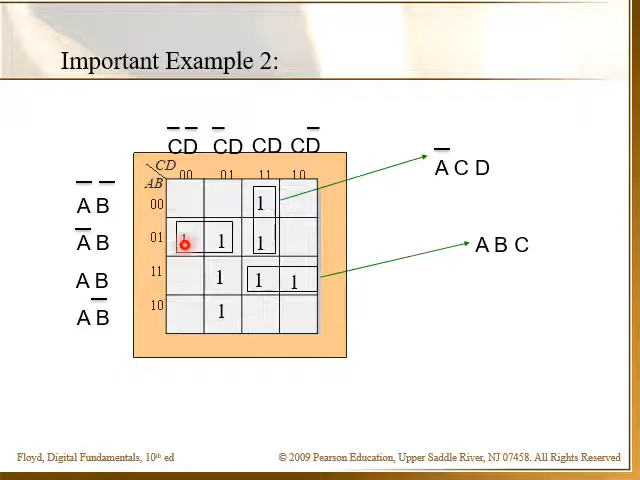 Important Example 2:
C̅D̅ C̅D CD CD̅
CD
AB
00 01 11 10
A̅ B̅ 00 1
A̅ C D
A̅ B 01 1 1 1
A B C
A B 11 1 1 1
A B̅ 10 1
Floyd, Digital Fundamentals, 10th ed
© 2009 Pearson Education, Upper Saddle River, NJ 07458. All Rights Reserved